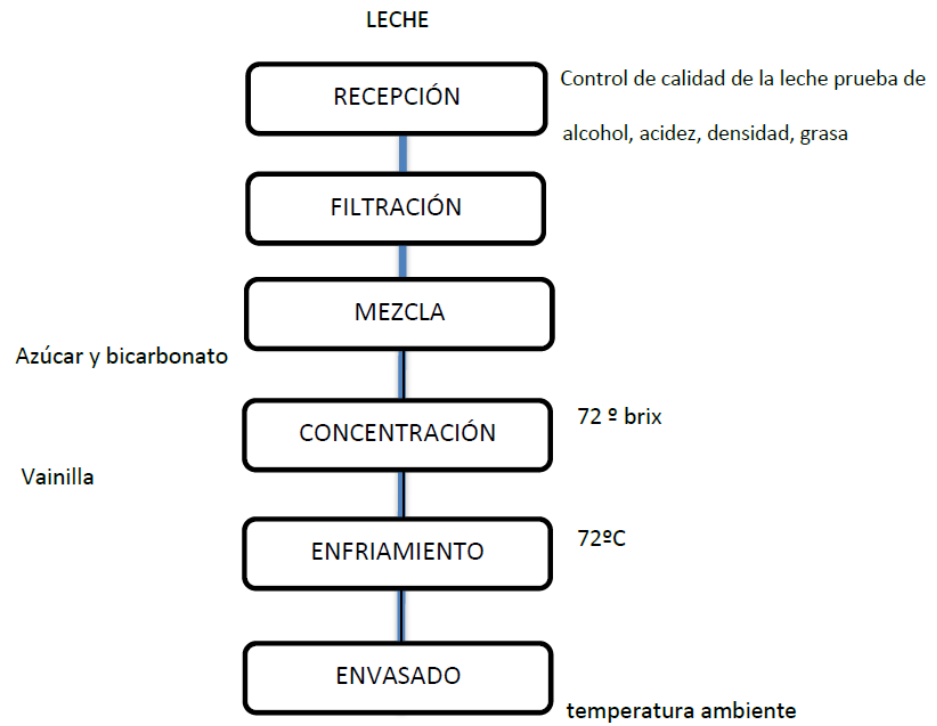 LECHE
RECEPCIÓN
Control de calidad de la leche prueba de
alcohol, acidez, densidad, grasa
FILTRACIÓN
MEZCLA
Azúcar y bicarbonato
CONCENTRACIÓN
72 º brix
Vainilla
ENFRIAMIENTO
72ºC
ENVASADO
temperatura ambiente